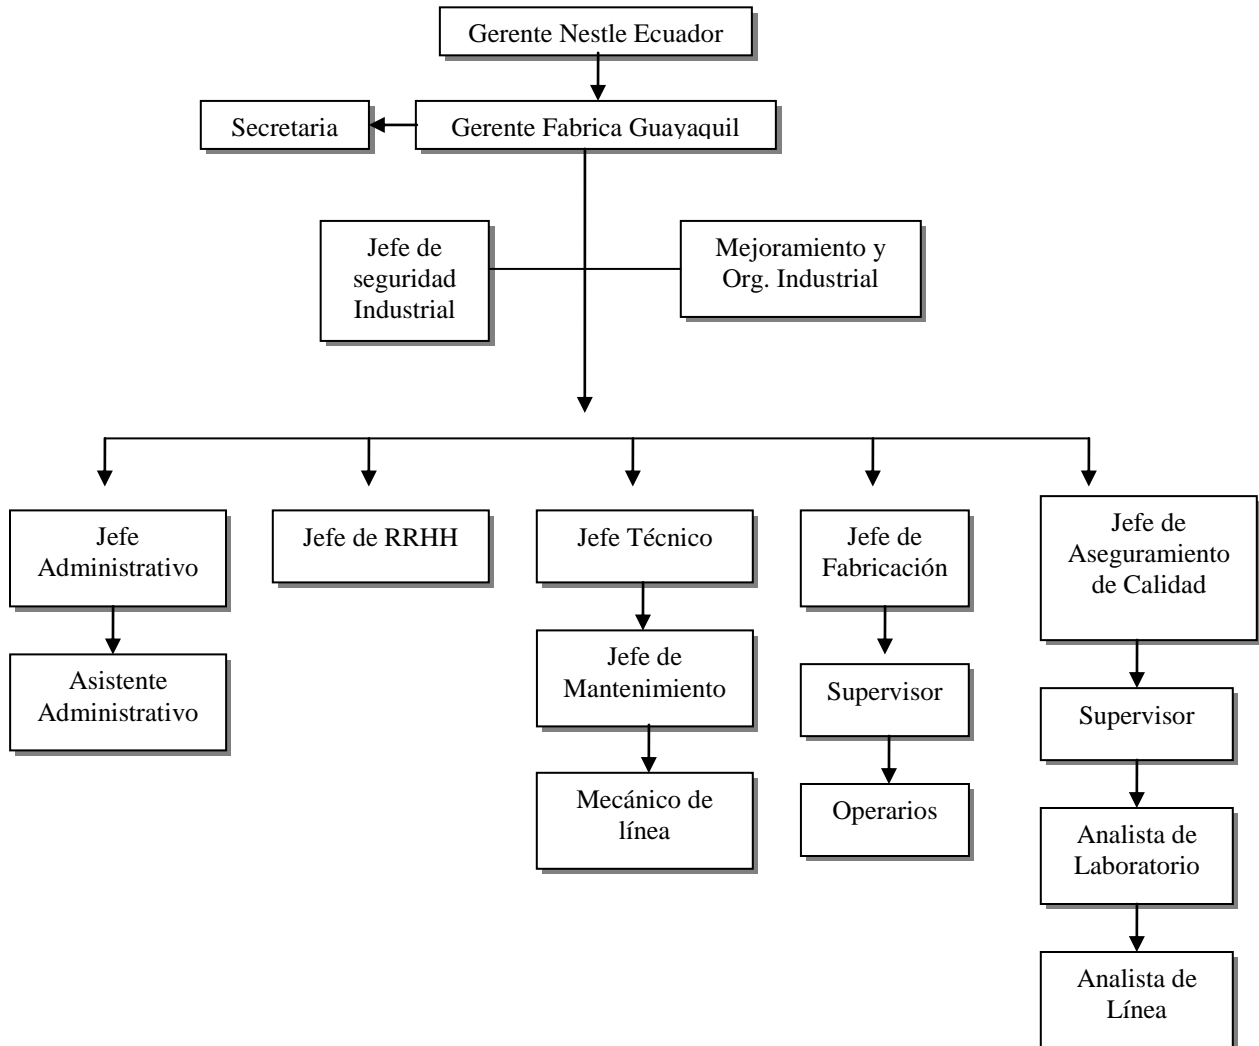 Gerente Nestle Ecuador
Secretaria
Gerente Fabrica Guayaquil
Jefe de
seguridad
Industrial
Mejoramiento y
Org. Industrial
Jefe
Administrativo
Jefe de RRHH
Jefe Técnico
Jefe de
Fabricación
Jefe de
Aseguramiento
de Calidad
Asistente
Administrativo
Jefe de
Mantenimiento
Supervisor
Supervisor
Mecánico de
línea
Operarios
Analista de
Laboratorio
Analista de
Línea